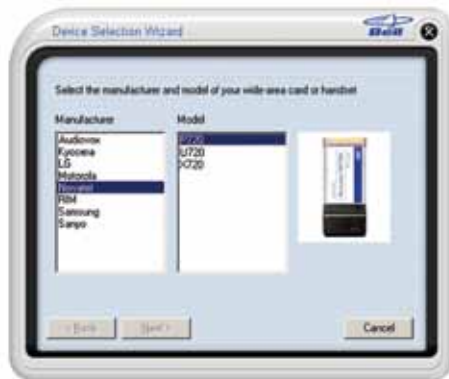 Device Selection Wizard
Bell
Select the manufacturer and model of your wide-area card or handset
Manufacturer
Model
Audiovox
Kyocera
LG
Motorola
Novatel
RIM
Samsung
Sanyo
U720
X720
< Back
Next >
Cancel